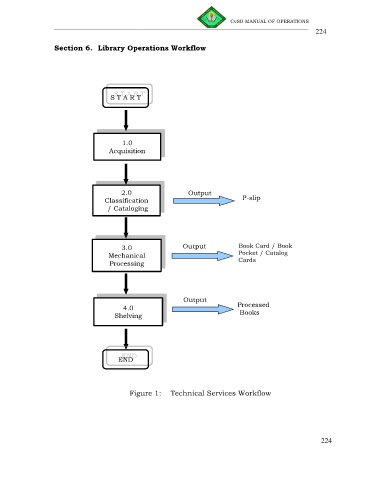 CoSU MANUAL OF OPERATIONS
224
Section 6. Library Operations Workflow
START
1.0
Acquisition
2.0
Classification
/ Cataloging
Output
P-slip
3.0
Mechanical
Processing
Output
Book Card / Book
Pocket / Catalog
Cards
4.0
Shelving
Output
Processed
Books
END
Figure 1: Technical Services Workflow
224